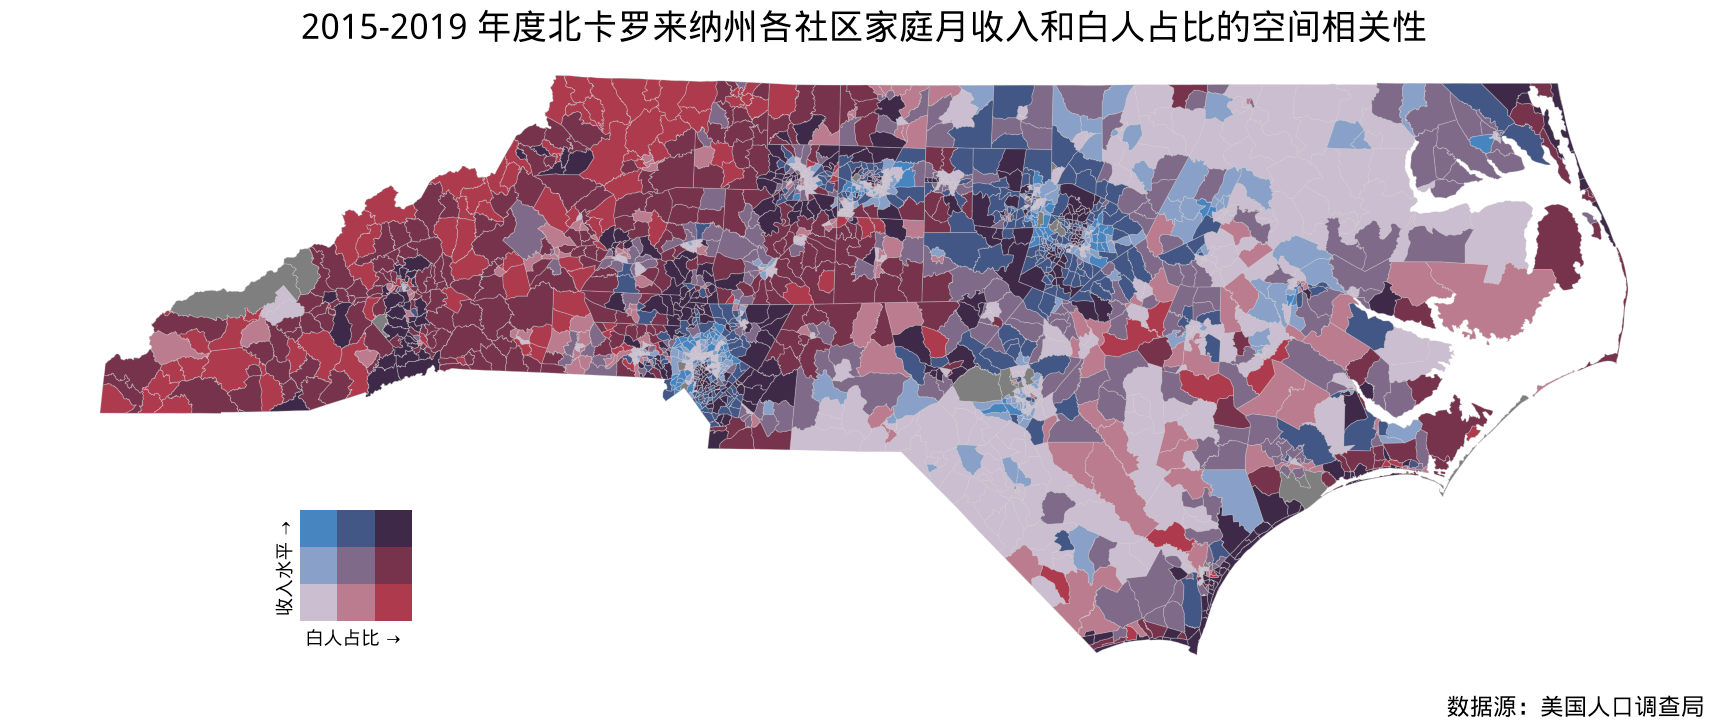 2015-2019 年度北卡罗来纳州各社区家庭月收入和白人占比的空间相关性
收入水平 →
白人占比 →
数据源：美国人口调查局